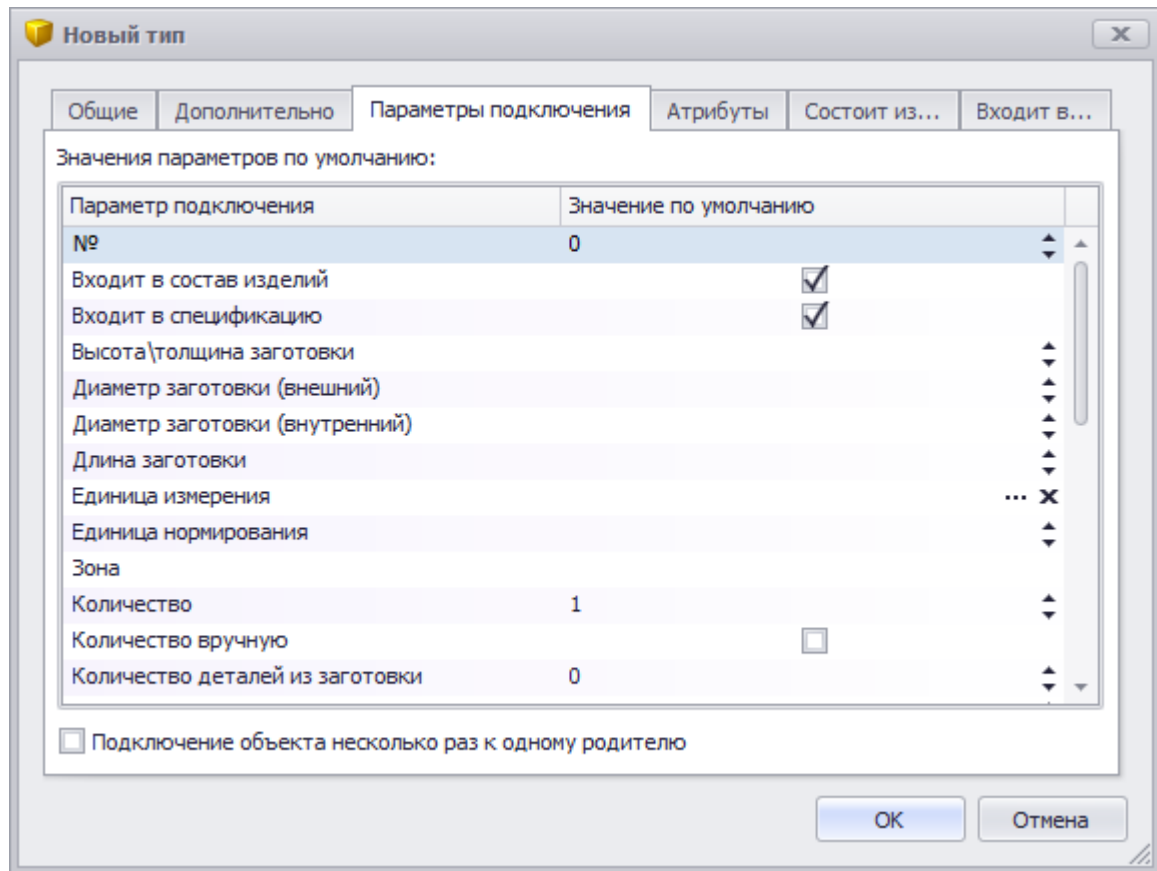 Новый тип
Общие Дополнительно Параметры подключения Атрибуты Состоит из... Входит в...
Значения параметров по умолчанию:
Параметр подключения Значение по умолчанию
№ 0
Входит в состав изделий
Входит в спецификацию
Высота\толщина заготовки
Диаметр заготовки (внешний)
Диаметр заготовки (внутренний)
Длина заготовки
Единица измерения ... x
Единица нормирования
Зона
Количество 1
Количество вручную
Количество деталей из заготовки 0
Подключение объекта несколько раз к одному родителю
OK Отмена